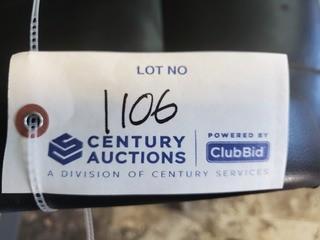 LOT NO
1106
CENTURY AUCTIONS
POWERED BY
ClubBid
A DIVISION OF CENTURY SERVICES